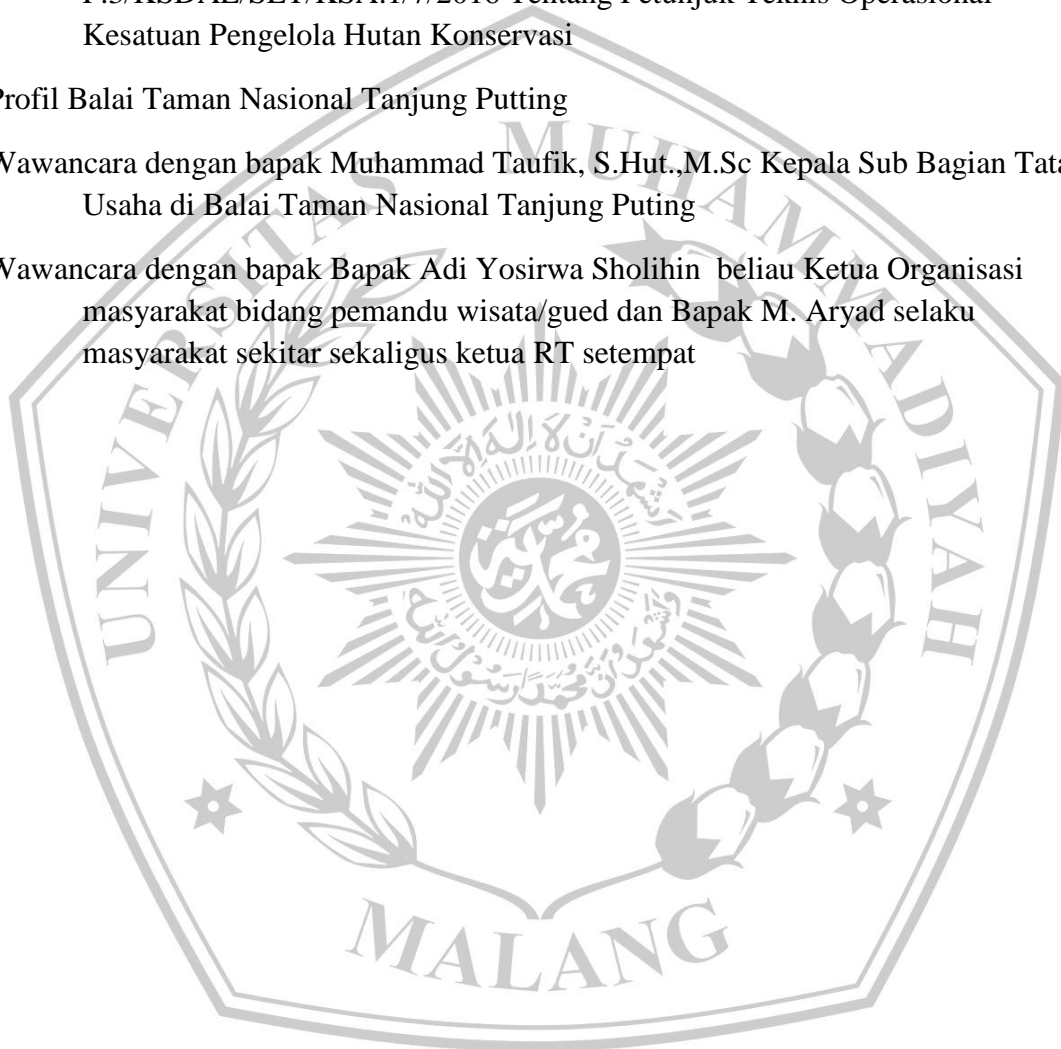 Kesatuan Pengelola Hutan Konservasi
Profil Balai Taman Nasional Tanjung Putting
Wawancara dengan bapak Muhammad Taufik, S.Hut.,M.Sc Kepala Sub Bagian Tata
Usaha di Balai Taman Nasional Tanjung Puting
Wawancara dengan bapak Bapak Adi Yosirwa Sholihin beliau Ketua Organisasi
masyarakat bidang pemandu wisata/gued dan Bapak M. Aryad selaku
masyarakat sekitar sekaligus ketua RT setempat
UNIVERSITAS MUHAMMADIYAH
MALANG